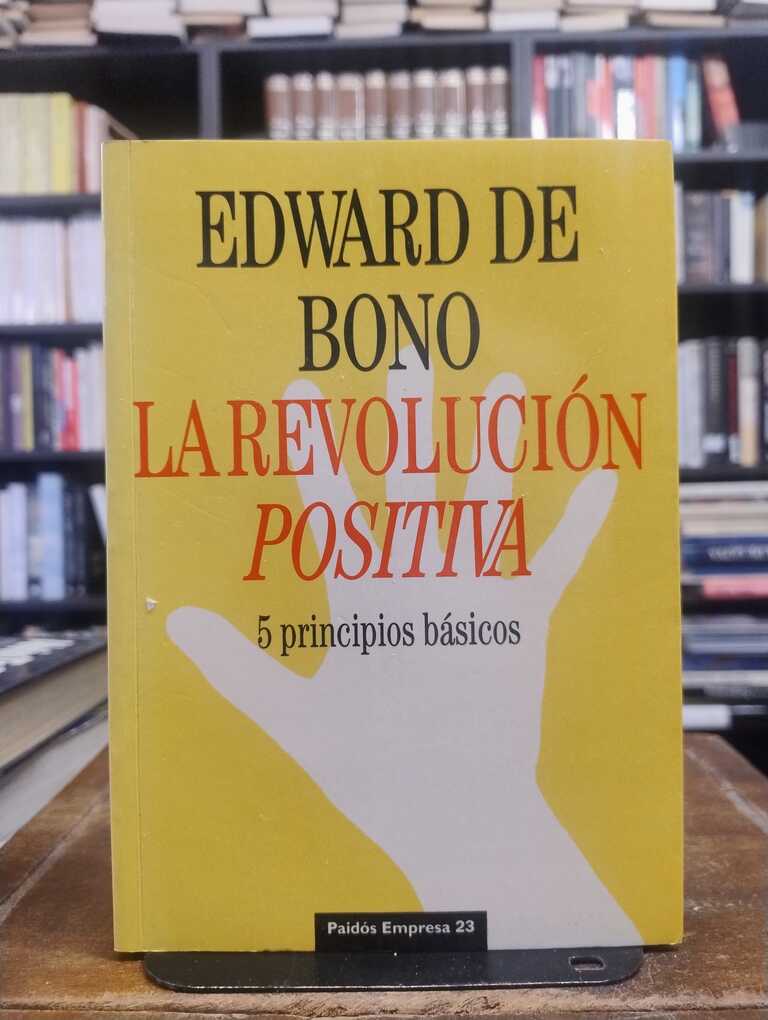 EDWARD DE
BONO
LA REVOLUCIÓN
POSITIVA
5 principios básicos
Paidós Empresa 23